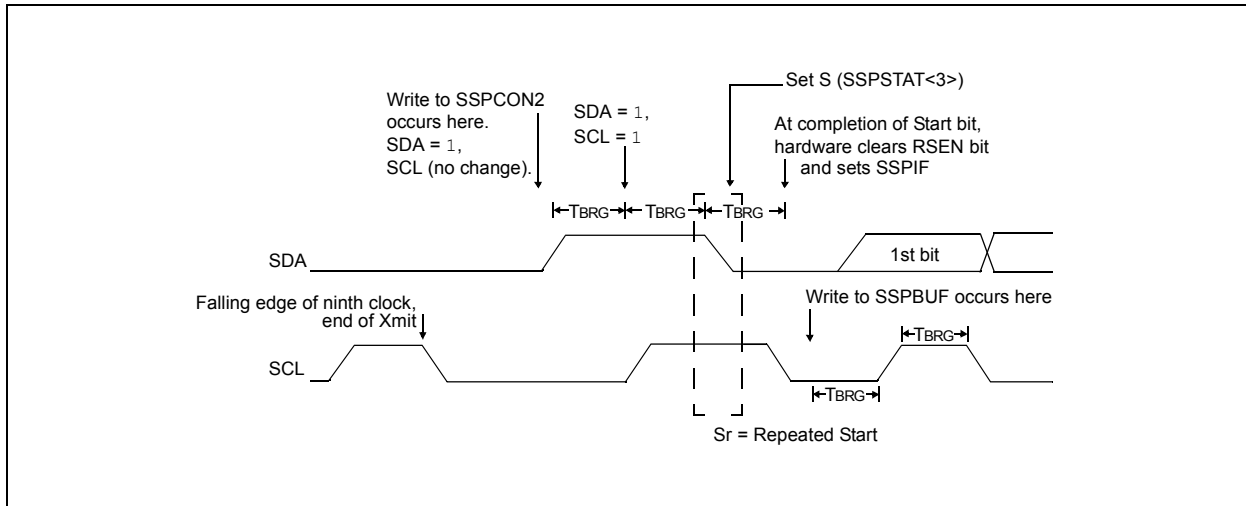 Set S (SSPSTAT<3>)
Write to SSPCON2
occurs here.
SDA = 1,
SCL (no change).
SDA = 1,
SCL = 1
At completion of Start bit,
hardware clears RSEN bit
and sets SSPIF
TBRG
TBRG
TBRG
SDA
1st bit
Falling edge of ninth clock,
end of Xmit
Write to SSPBUF occurs here
TBRG
SCL
TBRG
Sr = Repeated Start